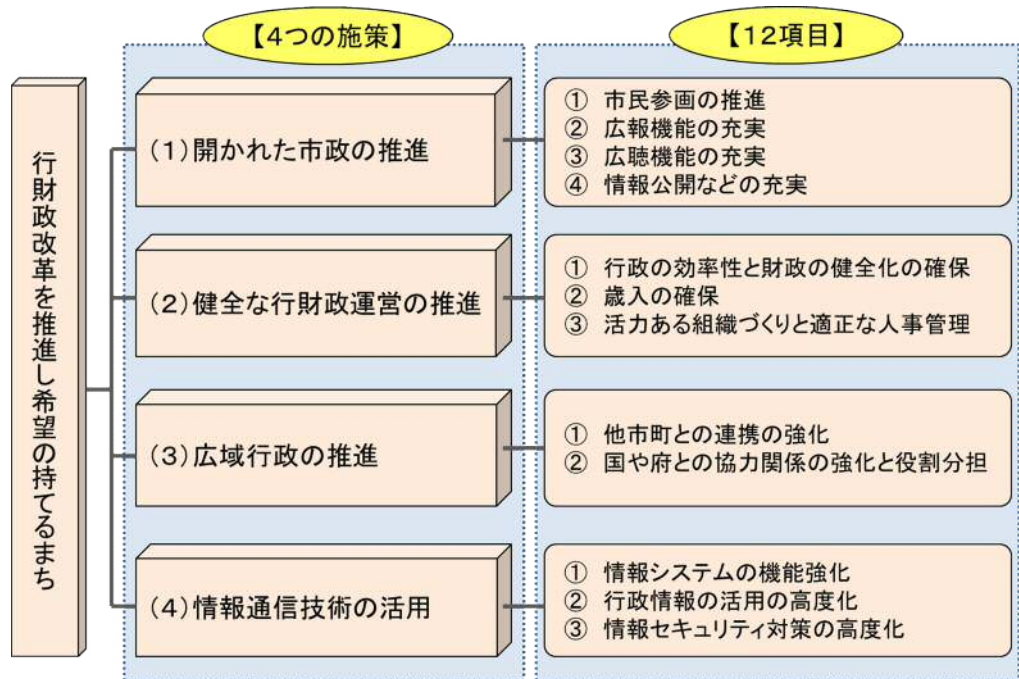 【4つの施策】
【12項目】
行財政改革を推進し希望の持てるまち
(1)開かれた市政の推進
① 市民参画の推進
② 広報機能の充実
③ 広聴機能の充実
④ 情報公開などの充実
(2)健全な行財政運営の推進
① 行政の効率性と財政の健全化の確保
② 歳入の確保
③ 活力ある組織づくりと適正な人事管理
(3)広域行政の推進
① 他市町との連携の強化
② 国や府との協力関係の強化と役割分担
(4)情報通信技術の活用
① 情報システムの機能強化
② 行政情報の活用の高度化
③ 情報セキュリティ対策の高度化